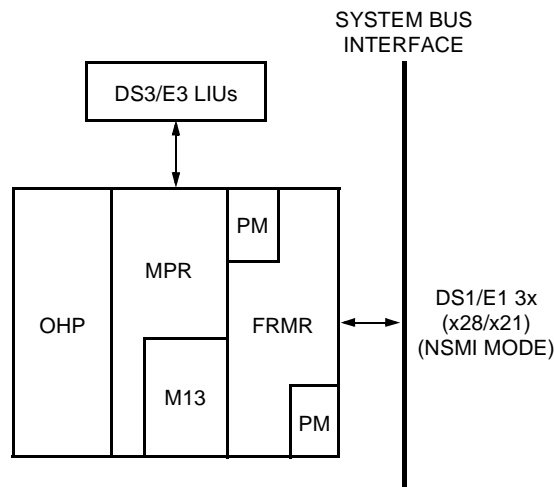 SYSTEM BUS
INTERFACE
DS3/E3 LIUs
PM
MPR
OHP
FRMR
DS1/E1 3x
(x28/x21)
(NSMI MODE)
M13
PM